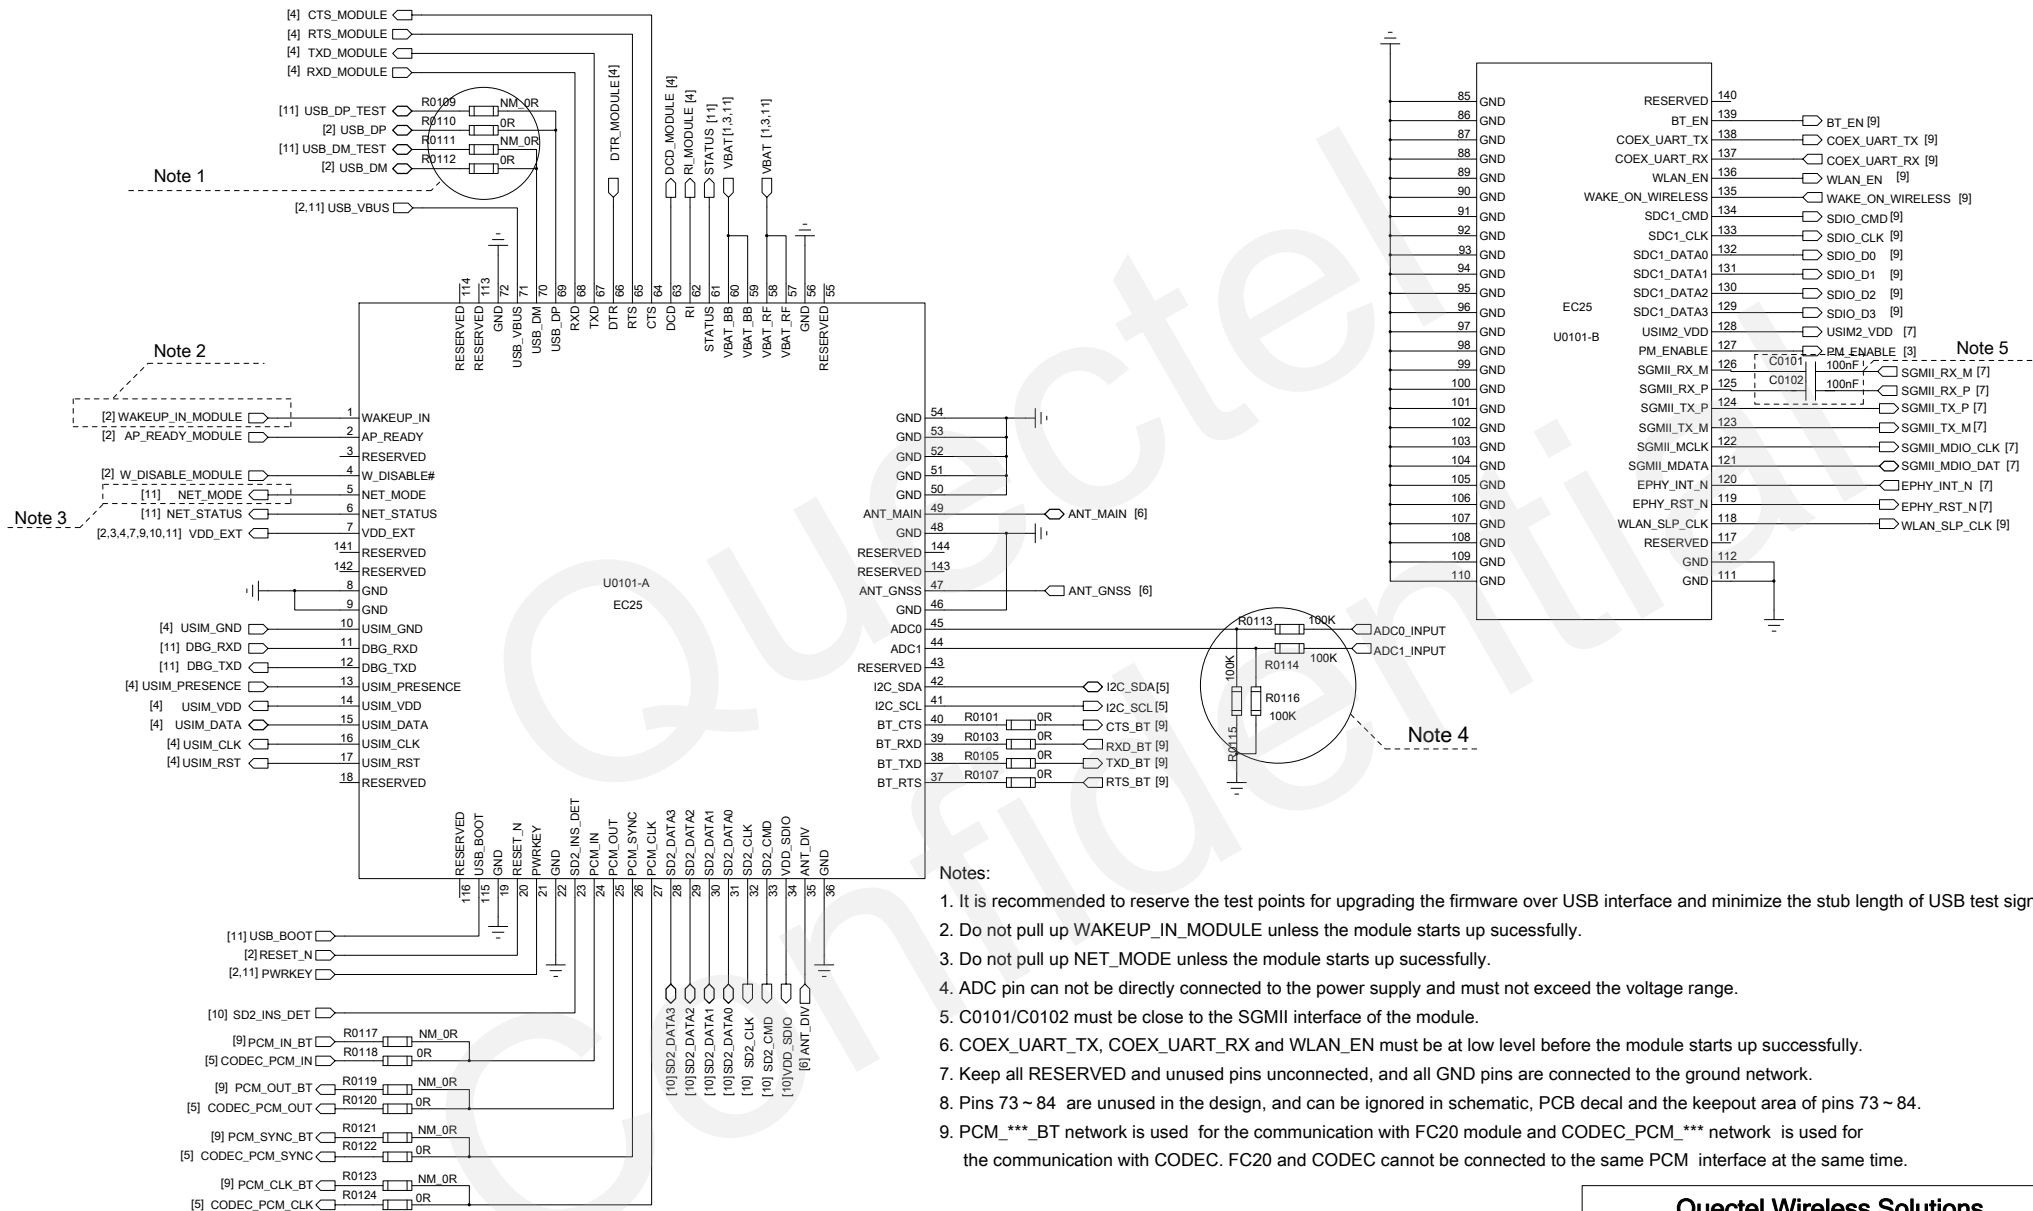 [4] CTS_MODULE
[4] RTS_MODULE
[4] TXD_MODULE
[4] RXD_MODULE
[11] USB_DP_TEST R0109 NM_0R
[2] USB_DP R0110 0R
[11] USB_DM_TEST R0111 NM_0R
[2] USB_DM R0112 0R
Note 1
[2,11] USB_VBUS
DTR_MODULE [4]
DCD_MODULE [4]
RI_MODULE [4]
STATUS [11]
VBAT [1,3,11]
VBAT [1,3,11]
114 RESERVED
113 RESERVED
72 GND
71 USB_VBUS
70 USB_DM
69 USB_DP
68 RXD
67 TXD
66 DTR
65 RTS
64 CTS
63 DCD
62 RI
61 STATUS
60 VBAT_BB
59 VBAT_BB
58 VBAT_RF
57 VBAT_RF
56 GND
55 RESERVED
Note 2
[2] WAKEUP_IN_MODULE 1 WAKEUP_IN
[2] AP_READY_MODULE 2 AP_READY
3 RESERVED
[2] W_DISABLE_MODULE 4 W_DISABLE#
[11] NET_MODE 5 NET_MODE
Note 3
[11] NET_STATUS 6 NET_STATUS
[2,3,4,7,9,10,11] VDD_EXT 7 VDD_EXT
141 RESERVED
142 RESERVED
8 GND
9 GND
[4] USIM_GND 10 USIM_GND
[11] DBG_RXD 11 DBG_RXD
[11] DBG_TXD 12 DBG_TXD
[4] USIM_PRESENCE 13 USIM_PRESENCE
[4] USIM_VDD 14 USIM_VDD
[4] USIM_DATA 15 USIM_DATA
[4] USIM_CLK 16 USIM_CLK
[4] USIM_RST 17 USIM_RST
18 RESERVED
U0101-A
EC25
GND 54
GND 53
GND 52
GND 51
GND 50
ANT_MAIN 49 ANT_MAIN [6]
GND 48
RESERVED 144
RESERVED 143
ANT_GNSS 47 ANT_GNSS [6]
GND 46
ADC0 45 R0113 100K ADC0_INPUT
ADC1 44 R0114 100K ADC1_INPUT
RESERVED 43
I2C_SDA 42 I2C_SDA[5]
I2C_SCL 41 I2C_SCL [5]
BT_CTS 40 R0101 0R CTS_BT [9]
BT_RXD 39 R0103 0R RXD_BT [9]
BT_TXD 38 R0105 0R TXD_BT [9]
BT_RTS 37 R0107 0R RTS_BT [9]
100K R0115
R0116 100K
Note 4
116 RESERVED
115 USB_BOOT
19 GND
20 RESET_N
21 PWRKEY
22 GND
23 SD2_INS_DET
24 PCM_IN
25 PCM_OUT
26 PCM_SYNC
27 PCM_CLK
28 SD2_DATA3
29 SD2_DATA2
30 SD2_DATA1
31 SD2_DATA0
32 SD2_CLK
33 SD2_CMD
34 VDD_SDIO
35 ANT_DIV
36 GND
[11] USB_BOOT
[2] RESET_N
[2,11] PWRKEY
[10] SD2_INS_DET
[9] PCM_IN_BT R0117 NM_0R
[5] CODEC_PCM_IN R0118 0R
[9] PCM_OUT_BT R0119 NM_0R
[5] CODEC_PCM_OUT R0120 0R
[9] PCM_SYNC_BT R0121 NM_0R
[5] CODEC_PCM_SYNC R0122 0R
[9] PCM_CLK_BT R0123 NM_0R
[5] CODEC_PCM_CLK R0124 0R
[10] SD2_DATA3
[10] SD2_DATA2
[10] SD2_DATA1
[10] SD2_DATA0
[10] SD2_CLK
[10] SD2_CMD
[10] VDD_SDIO
[6] ANT_DIV
85 GND
86 GND
87 GND
88 GND
89 GND
90 GND
91 GND
92 GND
93 GND
94 GND
95 GND
96 GND
97 GND
98 GND
99 GND
100 GND
101 GND
102 GND
103 GND
104 GND
105 GND
106 GND
107 GND
108 GND
109 GND
110 GND
EC25
U0101-B
RESERVED 140
BT_EN 139 BT_EN [9]
COEX_UART_TX 138 COEX_UART_TX [9]
COEX_UART_RX 137 COEX_UART_RX [9]
WLAN_EN 136 WLAN_EN [9]
WAKE_ON_WIRELESS 135 WAKE_ON_WIRELESS [9]
SDC1_CMD 134 SDIO_CMD [9]
SDC1_CLK 133 SDIO_CLK [9]
SDC1_DATA0 132 SDIO_D0 [9]
SDC1_DATA1 131 SDIO_D1 [9]
SDC1_DATA2 130 SDIO_D2 [9]
SDC1_DATA3 129 SDIO_D3 [9]
USIM2_VDD 128 USIM2_VDD [7]
PM_ENABLE 127 PM_ENABLE [3]
Note 5
SGMII_RX_M 126 C0101 100nF SGMII_RX_M [7]
SGMII_RX_P 125 C0102 100nF SGMII_RX_P [7]
SGMII_TX_P 124 SGMII_TX_P [7]
SGMII_TX_M 123 SGMII_TX_M [7]
SGMII_MCLK 122 SGMII_MDIO_CLK [7]
SGMII_MDATA 121 SGMII_MDIO_DAT [7]
EPHY_INT_N 120 EPHY_INT_N [7]
EPHY_RST_N 119 EPHY_RST_N [7]
WLAN_SLP_CLK 118 WLAN_SLP_CLK [9]
RESERVED 117
GND 112
GND 111
Notes:
1. It is recommended to reserve the test points for upgrading the firmware over USB interface and minimize the stub length of USB test sign
2. Do not pull up WAKEUP_IN_MODULE unless the module starts up sucessfully.
3. Do not pull up NET_MODE unless the module starts up sucessfully.
4. ADC pin can not be directly connected to the power supply and must not exceed the voltage range.
5. C0101/C0102 must be close to the SGMII interface of the module.
6. COEX_UART_TX, COEX_UART_RX and WLAN_EN must be at low level before the module starts up successfully.
7. Keep all RESERVED and unused pins unconnected, and all GND pins are connected to the ground network.
8. Pins 73 ~ 84 are unused in the design, and can be ignored in schematic, PCB decal and the keepout area of pins 73 ~ 84.
9. PCM_***_BT network is used for the communication with FC20 module and CODEC_PCM_*** network is used for
the communication with CODEC. FC20 and CODEC cannot be connected to the same PCM interface at the same time.
Quectel Wireless Solutions
Quectel
Confidential